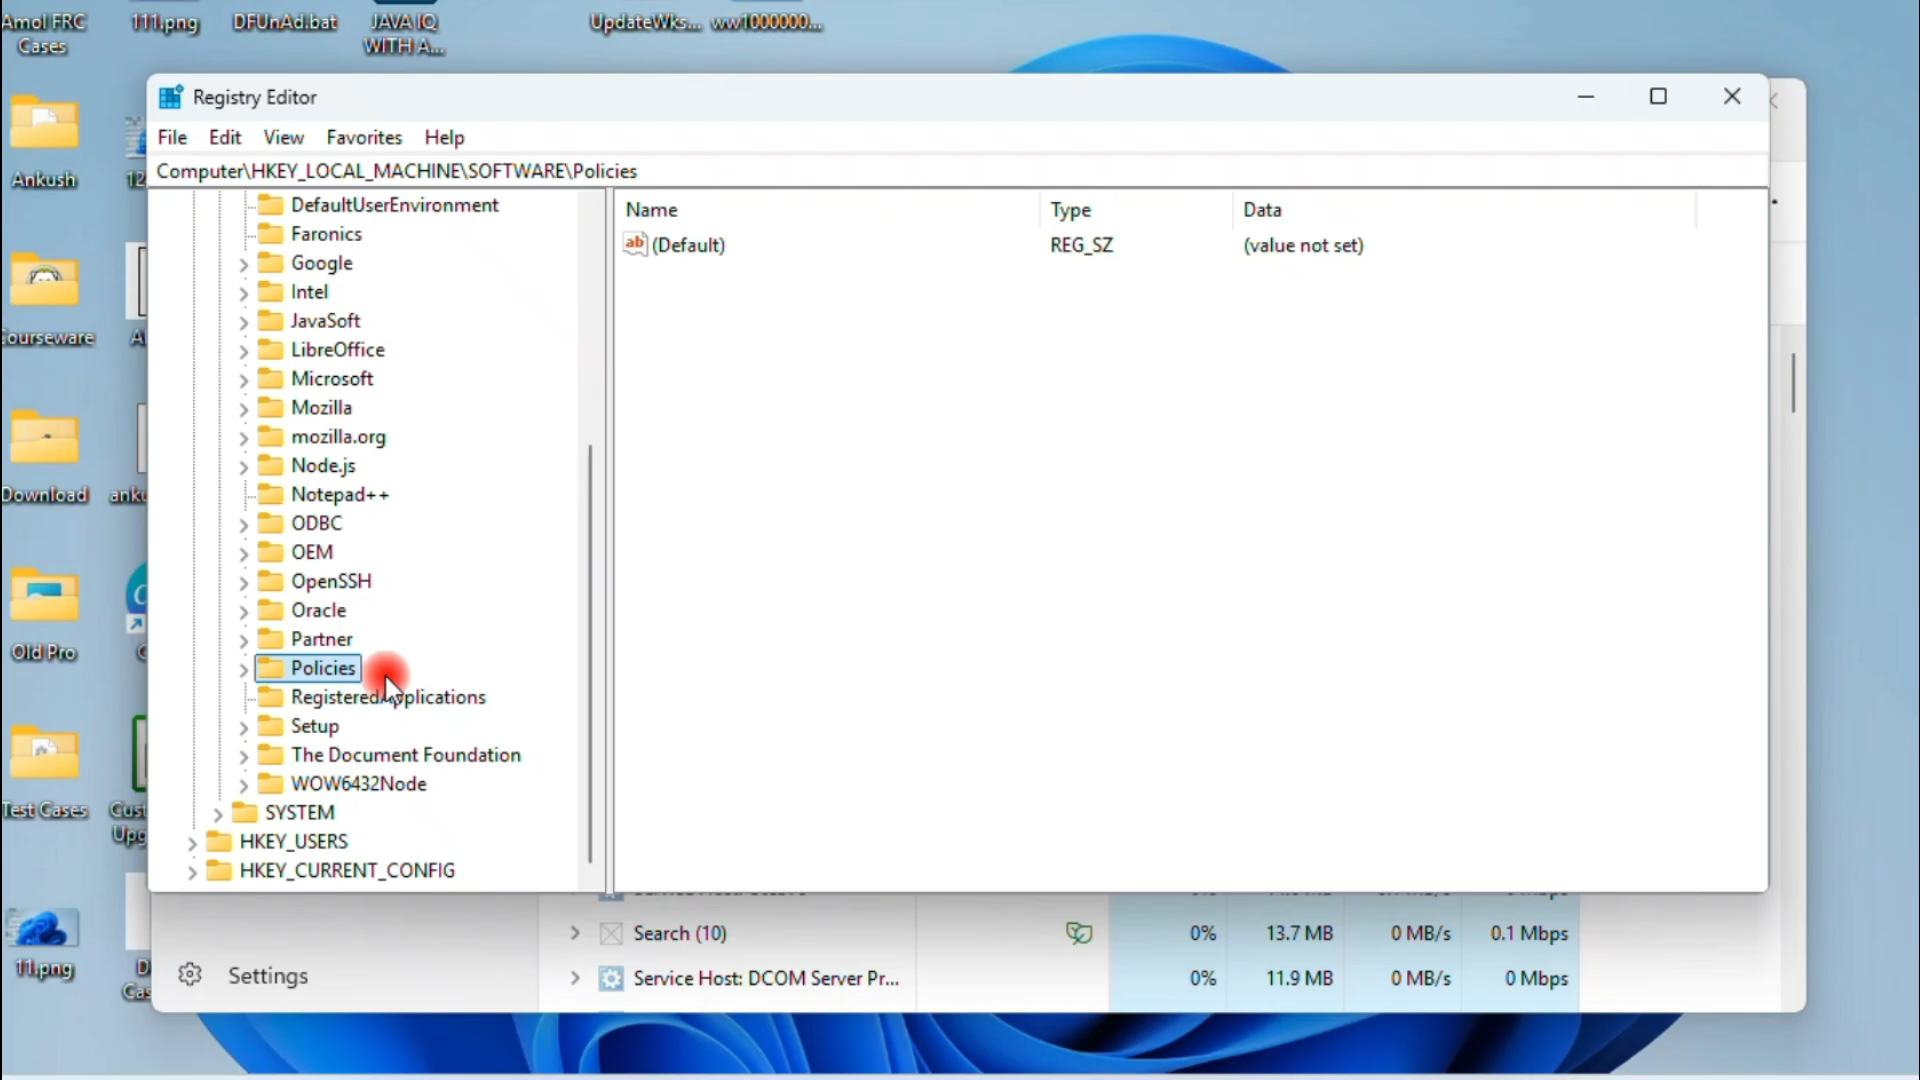 Amol FRC
Cases
111.png
DFUnAd.bat
JAVA IQ
WITH A...
UpdateWks...
ww1000000...
Registry Editor
File Edit View Favorites Help
Computer\HKEY_LOCAL_MACHINE\SOFTWARE\Policies
Name Type Data
(Default) REG_SZ (value not set)
DefaultUserEnvironment
Faronics
Google
Intel
JavaSoft
LibreOffice
Microsoft
Mozilla
mozilla.org
Node.js
Notepad++
ODBC
OEM
OpenSSH
Oracle
Partner
Policies
RegisteredApplications
Setup
The Document Foundation
WOW6432Node
SYSTEM
HKEY_USERS
HKEY_CURRENT_CONFIG
Ankush
Courseware
Download
Old Pro
Test Cases
11.png
Settings
Search (10) 0% 13.7 MB 0 MB/s 0.1 Mbps
Service Host: DCOM Server Pr... 0% 11.9 MB 0 MB/s 0 Mbps